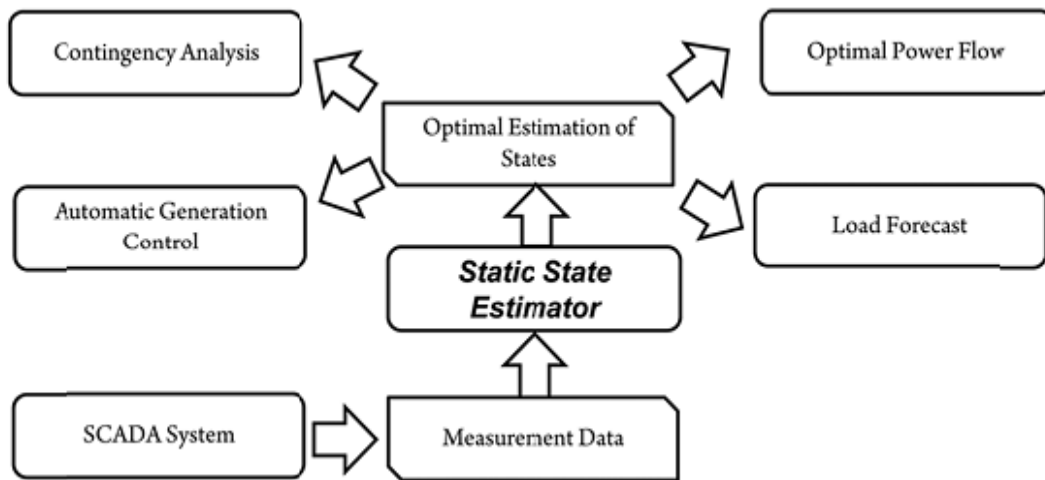 Contingency Analysis
Optimal Power Flow
Optimal Estimation of
States
Automatic Generation
Control
Load Forecast
Static State
Estimator
SCADA System
Measurement Data